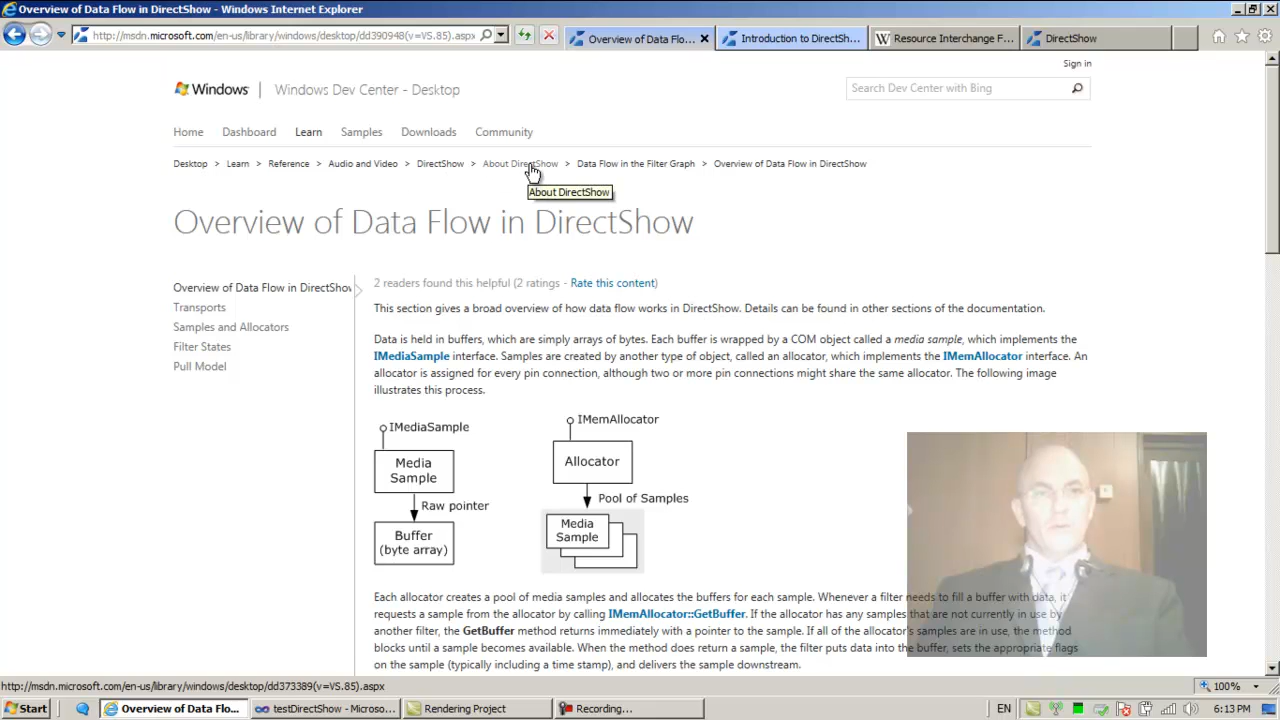 Overview of Data Flow in DirectShow - Windows Internet Explorer
http://msdn.microsoft.com/en-us/library/windows/desktop/dd390948(v=VS.85).aspx
Overview of Data Flo...
Introduction to DirectSh...
Resource Interchange F...
DirectShow
Sign in
Windows
Windows Dev Center - Desktop
Search Dev Center with Bing
Home Dashboard Learn Samples Downloads Community
Desktop > Learn > Reference > Audio and Video > DirectShow > About DirectShow > Data Flow in the Filter Graph > Overview of Data Flow in DirectShow
About DirectShow
Overview of Data Flow in DirectShow
Overview of Data Flow in DirectShov
Transports
Samples and Allocators
Filter States
Pull Model
2 readers found this helpful (2 ratings - Rate this content)
This section gives a broad overview of how data flow works in DirectShow. Details can be found in other sections of the documentation.
Data is held in buffers, which are simply arrays of bytes. Each buffer is wrapped by a COM object called a media sample, which implements the
IMediaSample interface. Samples are created by another type of object, called an allocator, which implements the IMemAllocator interface. An
allocator is assigned for every pin connection, although two or more pin connections might share the same allocator. The following image
illustrates this process.
IMediaSample
Media
Sample
Raw pointer
Buffer
(byte array)
IMemAllocator
Allocator
Pool of Samples
Media
Sample
Each allocator creates a pool of media samples and allocates the buffers for each sample. Whenever a filter needs to fill a buffer with data, it
requests a sample from the allocator by calling IMemAllocator::GetBuffer. If the allocator has any samples that are not currently in use by
another filter, the GetBuffer method returns immediately with a pointer to the sample. If all of the allocator's samples are in use, the method
blocks until a sample becomes available. When the method does return a sample, the filter puts data into the buffer, sets the appropriate flags
on the sample (typically including a time stamp), and delivers the sample downstream.
http://msdn.microsoft.com/en-us/library/windows/desktop/dd373389(v=VS.85).aspx
100%
Start
Overview of Data Flo...
testDirectShow - Microso...
Rendering Project
Recording...
EN
6:13 PM